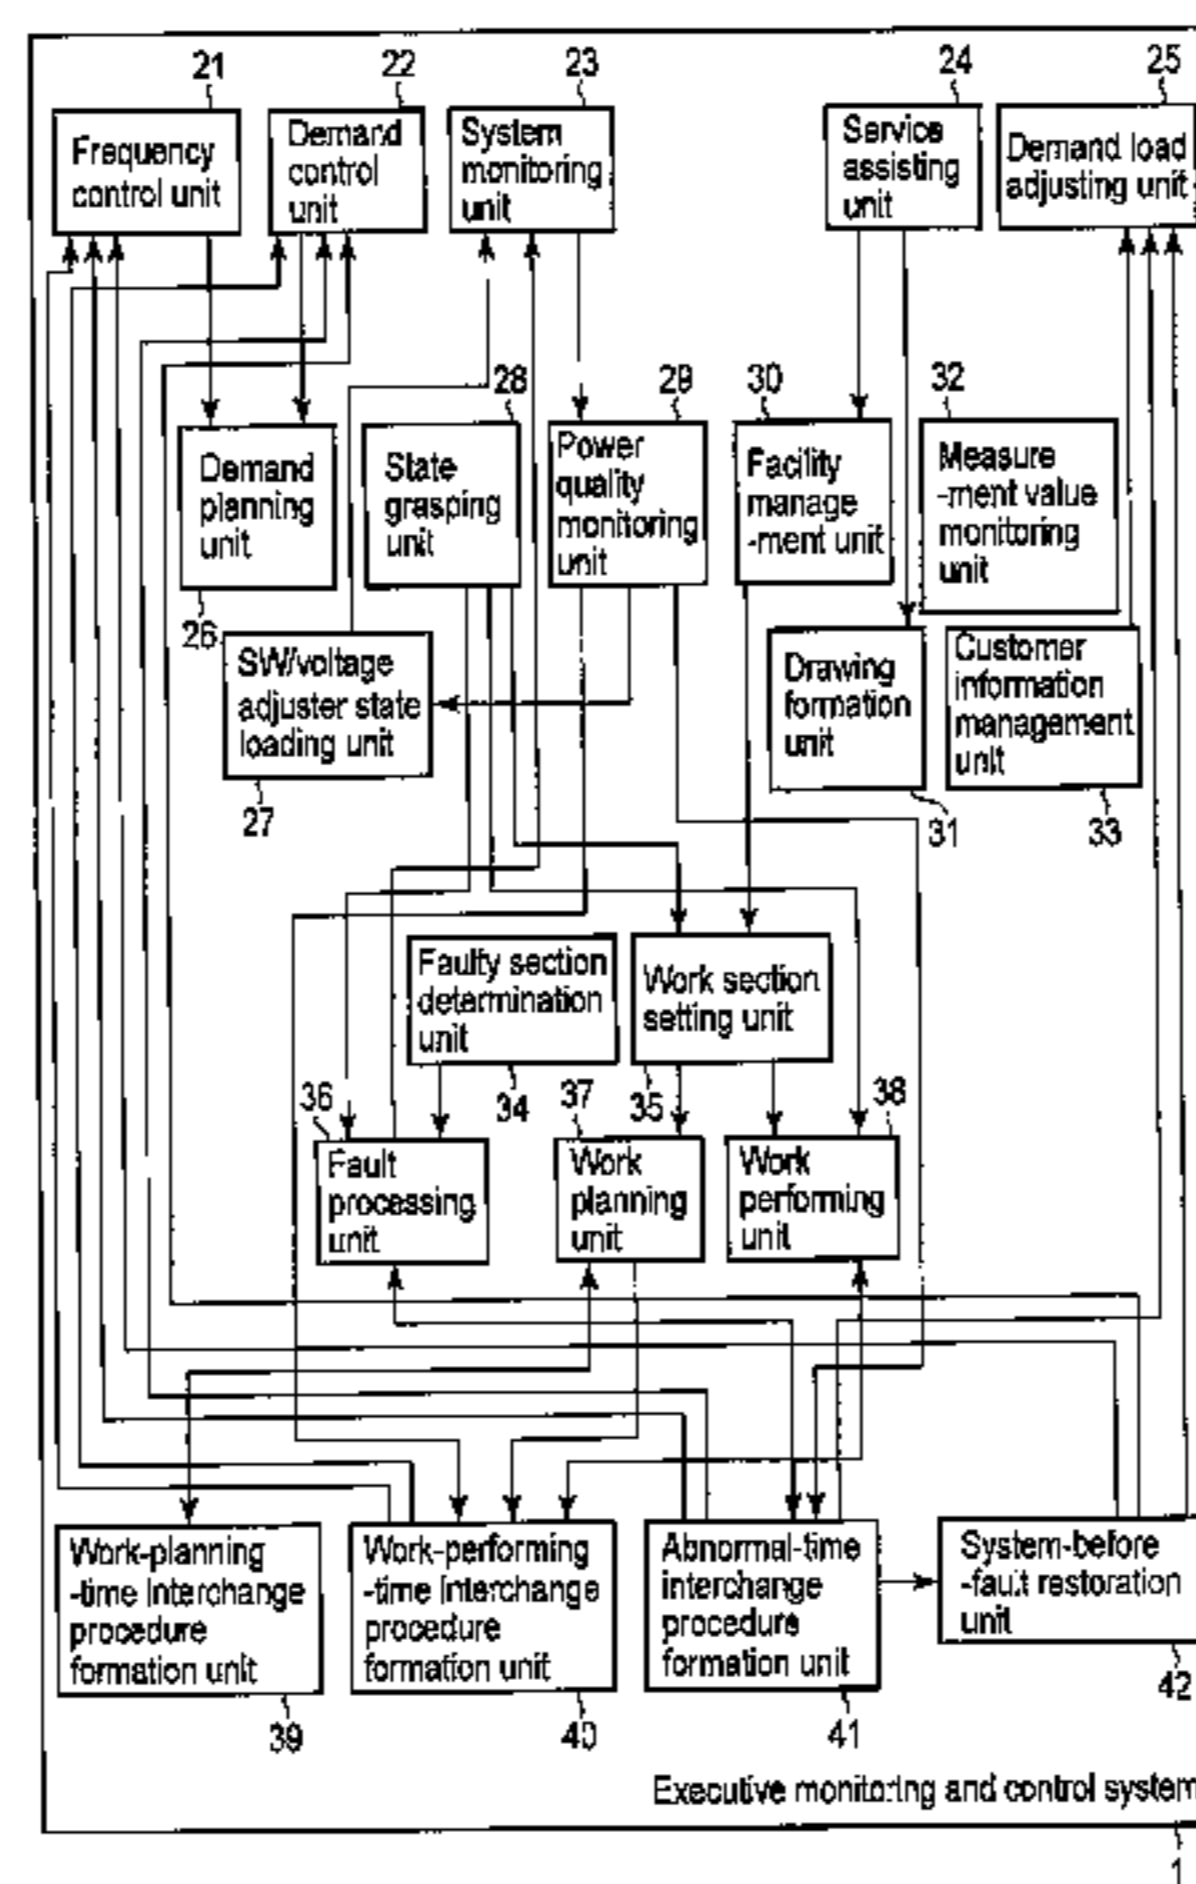 21
22
23
24
25
Frequency
control unit
Demand
control
unit
System
monitoring
unit
Service
assisting
unit
Demand load
adjusting unit
28
29
30
32
Demand
planning
unit
State
grasping
unit
Power
quality
monitoring
unit
Facility
manage
-ment unit
Measure
-ment value
monitoring
unit
26
SW/voltage
adjuster state
loading unit
Drawing
formation
unit
Customer
information
management
unit
27
31
33
Faulty section
determination
unit
Work section
setting unit
36
34
37
35
38
Fault
processing
unit
Work
planning
unit
Work
performing
unit
Work-planning
-time Interchange
procedure
formation unit
Work-performing
-time Interchange
procedure
formation unit
Abnormal-time
interchange
procedure
formation unit
System-before
-fault restoration
unit
39
40
41
42
Executive monitoring and control system
1